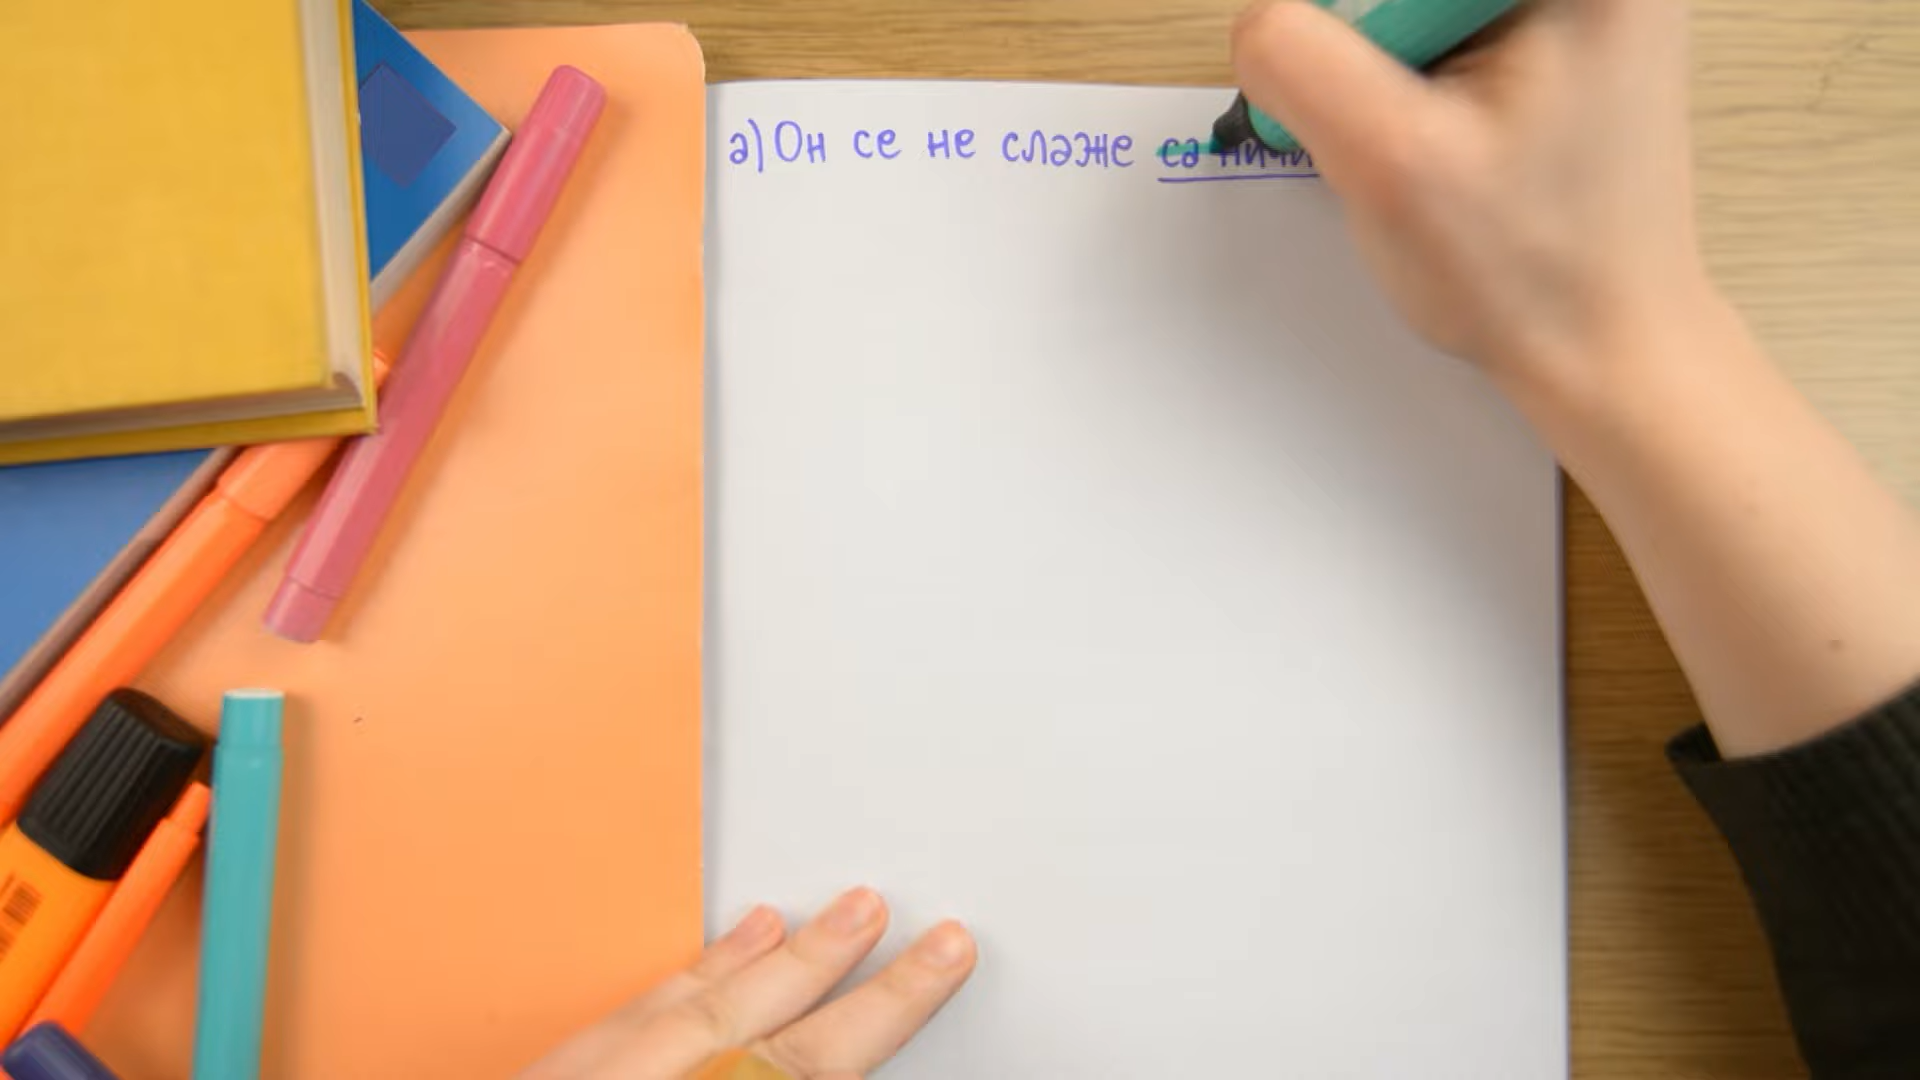 а) Он се не слаже са